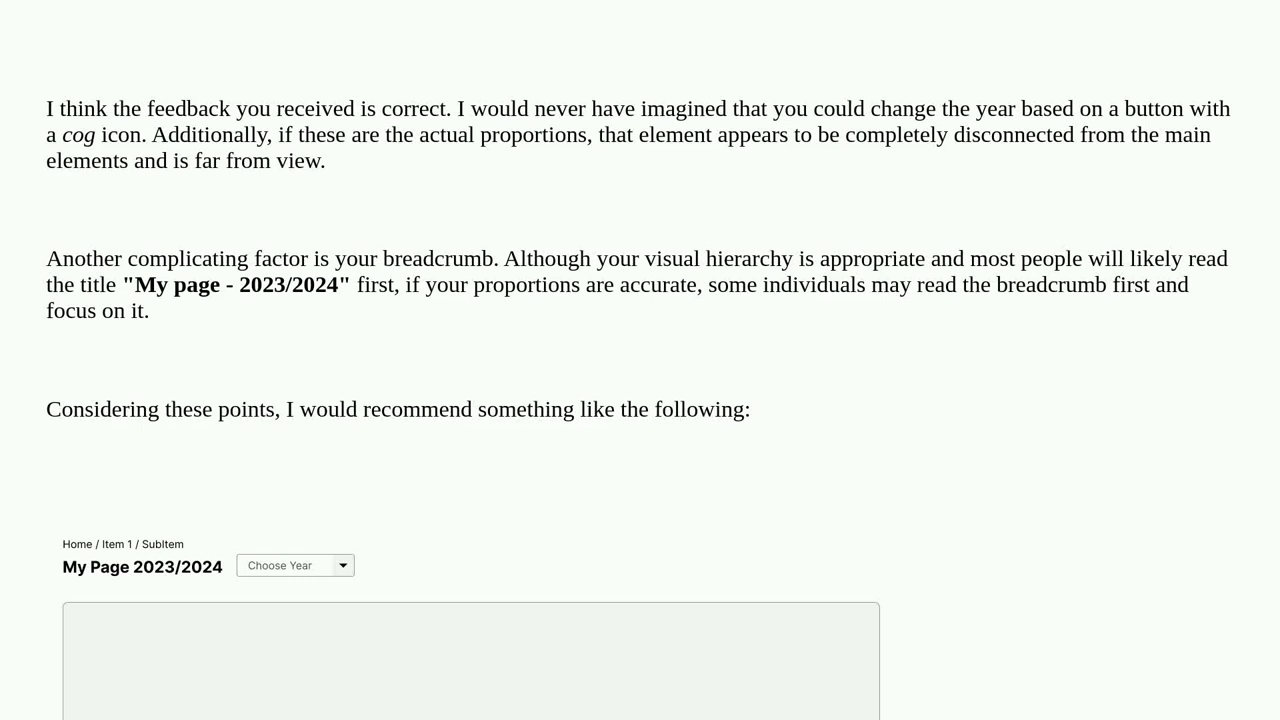 I think the feedback you received is correct. I would never have imagined that you could change the year based on a button with
a cog icon. Additionally, if these are the actual proportions, that element appears to be completely disconnected from the main
elements and is far from view.
Another complicating factor is your breadcrumb. Although your visual hierarchy is appropriate and most people will likely read
the title "My page - 2023/2024" first, if your proportions are accurate, some individuals may read the breadcrumb first and
focus on it.
Considering these points, I would recommend something like the following:
Home / Item 1 / SubItem
My Page 2023/2024 Choose Year